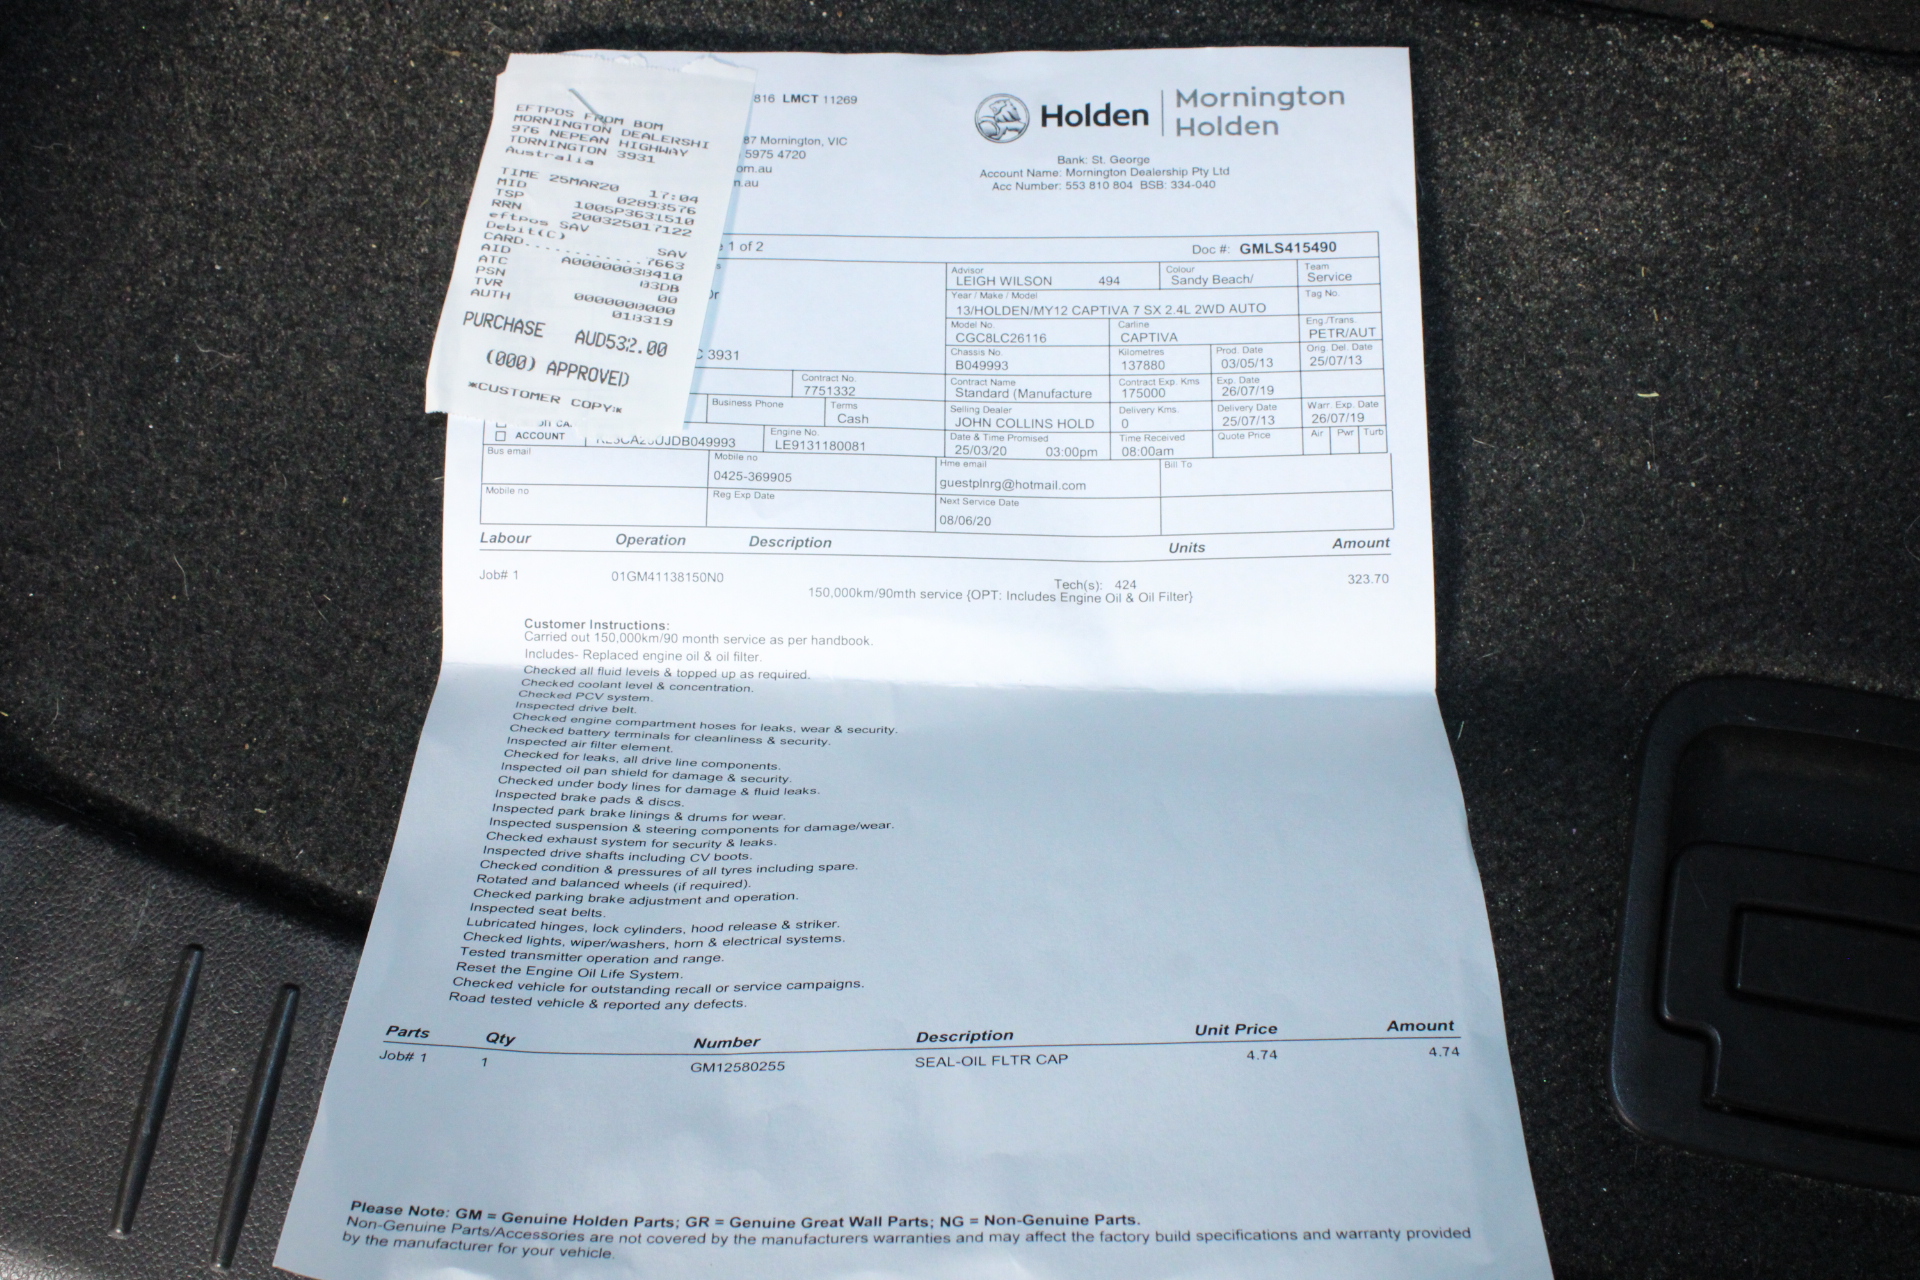 EFTPOS FROM BOM
MORNINGTON DEALERSHI
976 NEPEAN HIGHWAY
TORNINGTON 3931
Australia
TIME 25MAR20 17:04
MID 02893576
TSP 1005P3631510
RRN 200325017122
eftpos SAV
Debit(C) SAV
CARD............7663
AID A00000038410
ATC 03DB
PSN 00
TVR 0000000000
AUTH 018319
PURCHASE AUD532.00
(000) APPROVED
*CUSTOMER COPY*
816 LMCT 11269
87 Mornington, VIC
5975 4720
om.au
n.au
Holden
Mornington
Holden
Bank: St. George
Account Name: Mornington Dealership Pty Ltd
Acc Number: 553 810 804 BSB: 334-040
1 of 2
Doc #: GMLS415490
Advisor
LEIGH WILSON 494
Colour
Sandy Beach/
Team
Service
Year / Make / Model
13/HOLDEN/MY12 CAPTIVA 7 SX 2.4L 2WD AUTO
Tag No.
Model No.
CGC8LC26116
Carline
CAPTIVA
Eng./Trans.
PETR/AUT
3931
Chassis No.
B049993
Kilometres
137880
Prod. Date
03/05/13
Orig. Del. Date
25/07/13
Contract No.
7751332
Contract Name
Standard (Manufacture
Contract Exp. Kms
175000
Exp. Date
26/07/19
Business Phone
Terms
Cash
Selling Dealer
JOHN COLLINS HOLD
Delivery Kms.
0
Delivery Date
25/07/13
Warr. Exp. Date
26/07/19
ACCOUNT
JDB049993
Engine No.
LE9131180081
Date & Time Promised
25/03/20 03:00pm
Time Received
08:00am
Quote Price
Air Pwr Turb
Bus email
Mobile no
0425-369905
Hme email
guestplnrg@hotmail.com
Bill To
Mobile no
Reg Exp Date
Next Service Date
08/06/20
Labour Operation Description Units Amount
Job# 1 01GM41138150N0 Tech(s): 424 323.70
150,000km/90mth service {OPT: Includes Engine Oil & Oil Filter}
Customer Instructions:
Carried out 150,000km/90 month service as per handbook.
Includes- Replaced engine oil & oil filter.
Checked all fluid levels & topped up as required.
Checked coolant level & concentration.
Checked PCV system.
Inspected drive belt.
Checked engine compartment hoses for leaks, wear & security.
Checked battery terminals for cleanliness & security.
Inspected air filter element.
Checked for leaks, all drive line components.
Inspected oil pan shield for damage & security.
Checked under body lines for damage & fluid leaks.
Inspected brake pads & discs.
Inspected park brake linings & drums for wear.
Inspected suspension & steering components for damage/wear.
Checked exhaust system for security & leaks.
Inspected drive shafts including CV boots.
Checked condition & pressures of all tyres including spare.
Rotated and balanced wheels (if required).
Checked parking brake adjustment and operation.
Inspected seat belts.
Lubricated hinges, lock cylinders, hood release & striker.
Checked lights, wiper/washers, horn & electrical systems.
Tested transmitter operation and range.
Reset the Engine Oil Life System.
Checked vehicle for outstanding recall or service campaigns.
Road tested vehicle & reported any defects.
Parts Qty Number Description Unit Price Amount
Job# 1 1 GM12580255 SEAL-OIL FLTR CAP 4.74 4.74
Please Note: GM = Genuine Holden Parts; GR = Genuine Great Wall Parts; NG = Non-Genuine Parts.
Non-Genuine Parts/Accessories are not covered by the manufacturers warranties and may affect the factory build specifications and warranty provided
by the manufacturer for your vehicle.